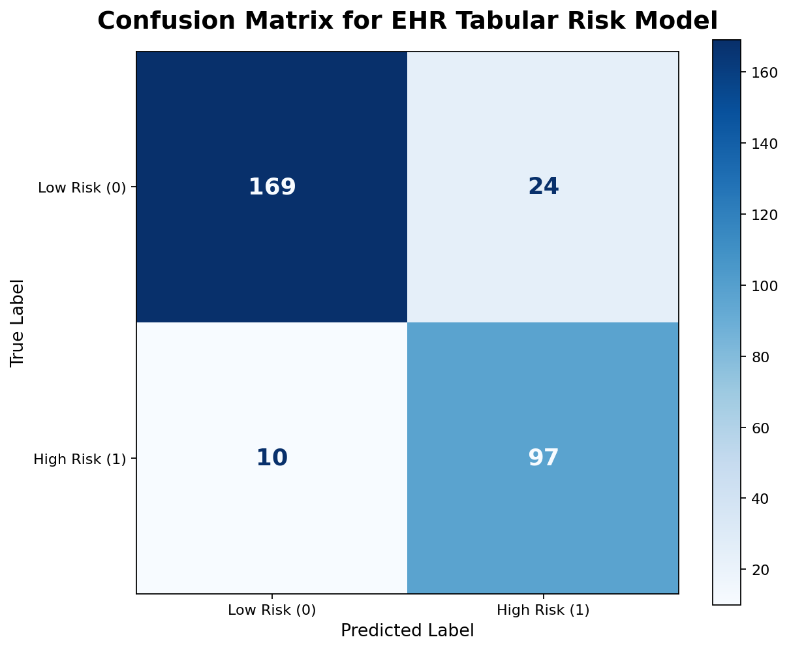 Confusion Matrix for EHR Tabular Risk Model
True Label
Low Risk (0)
169
24
High Risk (1)
10
97
Low Risk (0)
High Risk (1)
Predicted Label
160
140
120
100
80
60
40
20